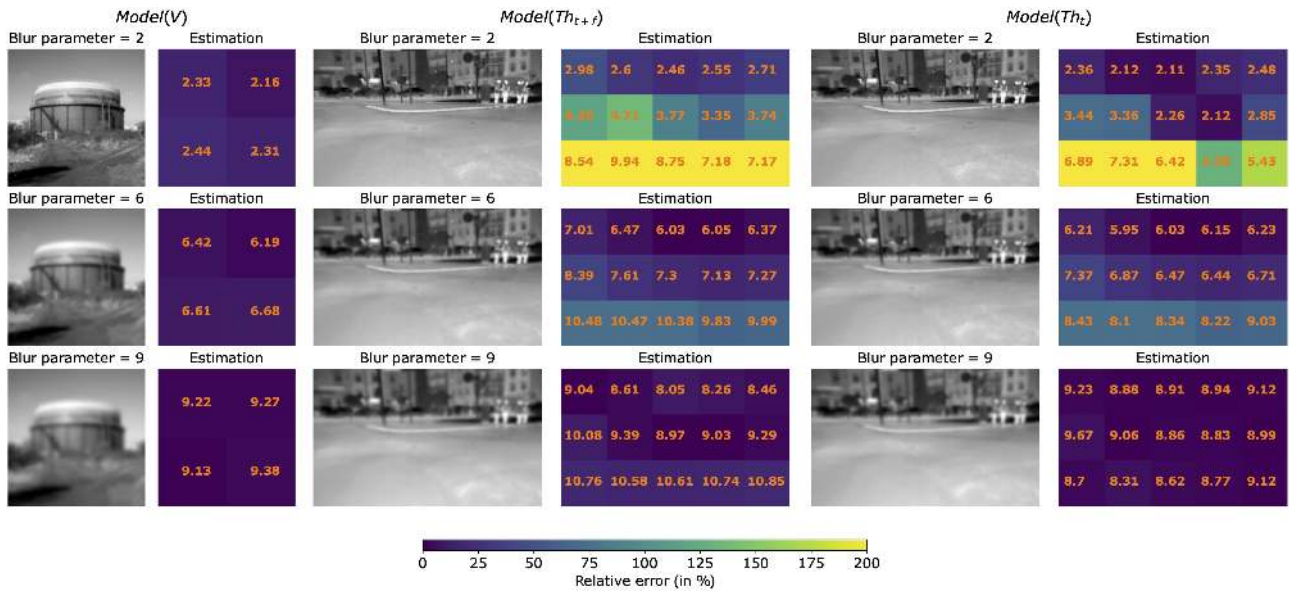 Model(V) Model(Th_{t+f}) Model(Th_t)
Blur parameter = 2 Estimation Blur parameter = 2 Estimation Blur parameter = 2 Estimation
2.33 2.16 2.98 2.6 2.46 2.55 2.71 2.36 2.12 2.11 2.35 2.48
3.77 3.35 3.74 3.44 3.36 2.26 2.12 2.85
2.44 2.31 8.54 9.94 8.75 7.18 7.17 6.89 7.31 6.42 5.43
Blur parameter = 6 Estimation Blur parameter = 6 Estimation Blur parameter = 6 Estimation
6.42 6.19 7.01 6.47 6.03 6.05 6.37 6.21 5.95 6.03 6.15 6.23
8.39 7.61 7.3 7.13 7.27 7.37 6.87 6.47 6.44 6.71
6.61 6.68 10.48 10.47 10.38 9.83 9.99 8.43 8.1 8.34 8.22 9.03
Blur parameter = 9 Estimation Blur parameter = 9 Estimation Blur parameter = 9 Estimation
9.22 9.27 9.04 8.61 8.05 8.26 8.46 9.23 8.88 8.91 8.94 9.12
10.08 9.39 8.97 9.03 9.29 9.67 9.06 8.86 8.83 8.99
9.13 9.38 10.76 10.58 10.61 10.74 10.85 8.7 8.31 8.62 8.77 9.12
0 25 50 75 100 125 150 175 200
Relative error (in %)